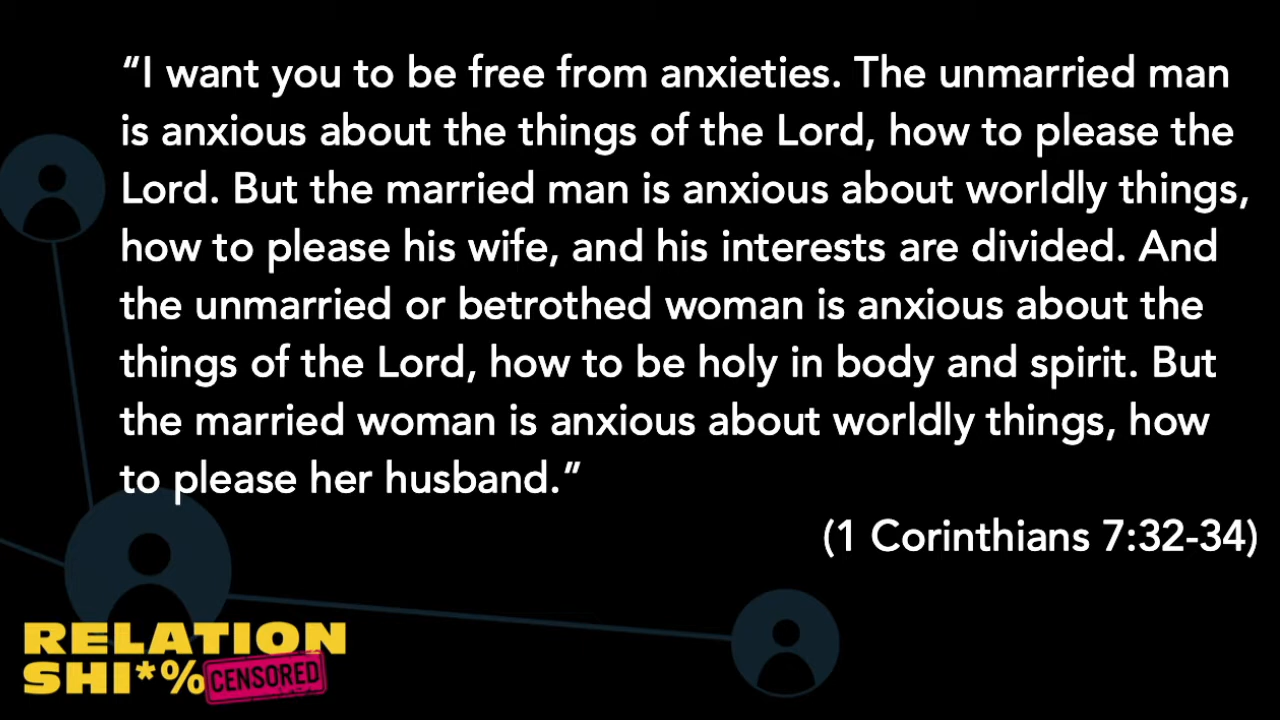 “I want you to be free from anxieties. The unmarried man
is anxious about the things of the Lord, how to please the
Lord. But the married man is anxious about worldly things,
how to please his wife, and his interests are divided. And
the unmarried or betrothed woman is anxious about the
things of the Lord, how to be holy in body and spirit. But
the married woman is anxious about worldly things, how
to please her husband.”
(1 Corinthians 7:32-34)
RELATION
SHI*% CENSORED